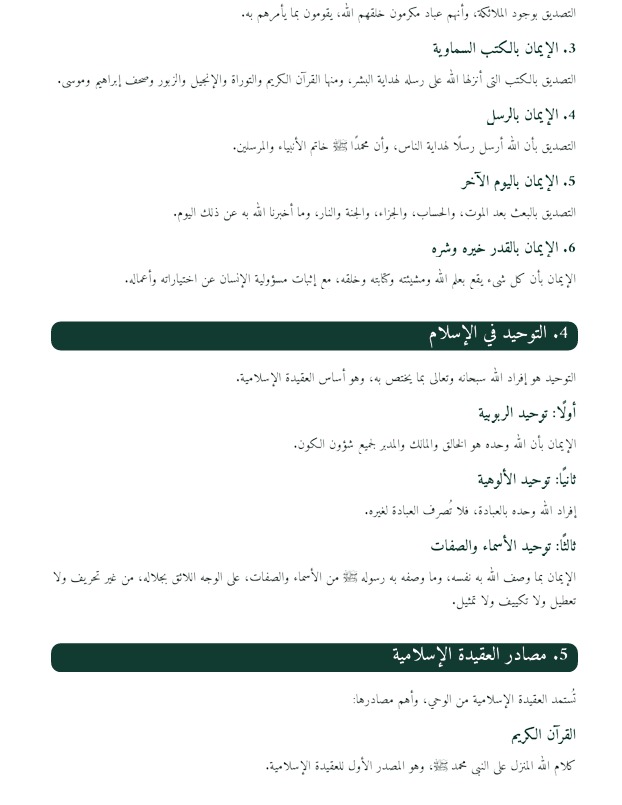 التصديق بوجود الملائكة، وأنهم عباد مكرمون خلقهم الله، يقومون بما يأمرهم به.
3. الإيمان بالكتب السماوية
التصديق بالكتب التي أنزلها الله على رسله لهداية البشر، ومنها القرآن الكريم والتوراة والإنجيل والزبور وصحف إبراهيم وموسى.
4. الإيمان بالرسل
التصديق بأن الله أرسل رسلًا لهداية الناس، وأن محمدًا ﷺ خاتم الأنبياء والمرسلين.
5. الإيمان باليوم الآخر
التصديق بالبعث بعد الموت، والحساب، والجزاء، والجنة والنار، وما أخبرنا الله به عن ذلك اليوم.
6. الإيمان بالقدر خيره وشره
الإيمان بأن كل شيء يقع بعلم الله ومشيئته وكتابته وخلقه، مع إثبات مسؤولية الإنسان عن اختياراته وأعماله.
4. التوحيد في الإسلام
التوحيد هو إفراد الله سبحانه وتعالى بما يختص به، وهو أساس العقيدة الإسلامية.
أولًا: توحيد الربوبية
الإيمان بأن الله وحده هو الخالق والمالك والمدبر لجميع شؤون الكون.
ثانيًا: توحيد الألوهية
إفراد الله وحده بالعبادة، فلا تُصرف العبادة لغيره.
ثالثًا: توحيد الأسماء والصفات
الإيمان بما وصف الله به نفسه، وما وصفه به رسوله ﷺ من الأسماء والصفات، على الوجه اللائق بجلاله، من غير تحريف ولا
تعطيل ولا تكييف ولا تمثيل.
5. مصادر العقيدة الإسلامية
تُستمد العقيدة الإسلامية من الوحي، وأهم مصادرها:
القرآن الكريم
كلام الله المنزل على النبي محمد ﷺ، وهو المصدر الأول للعقيدة الإسلامية.